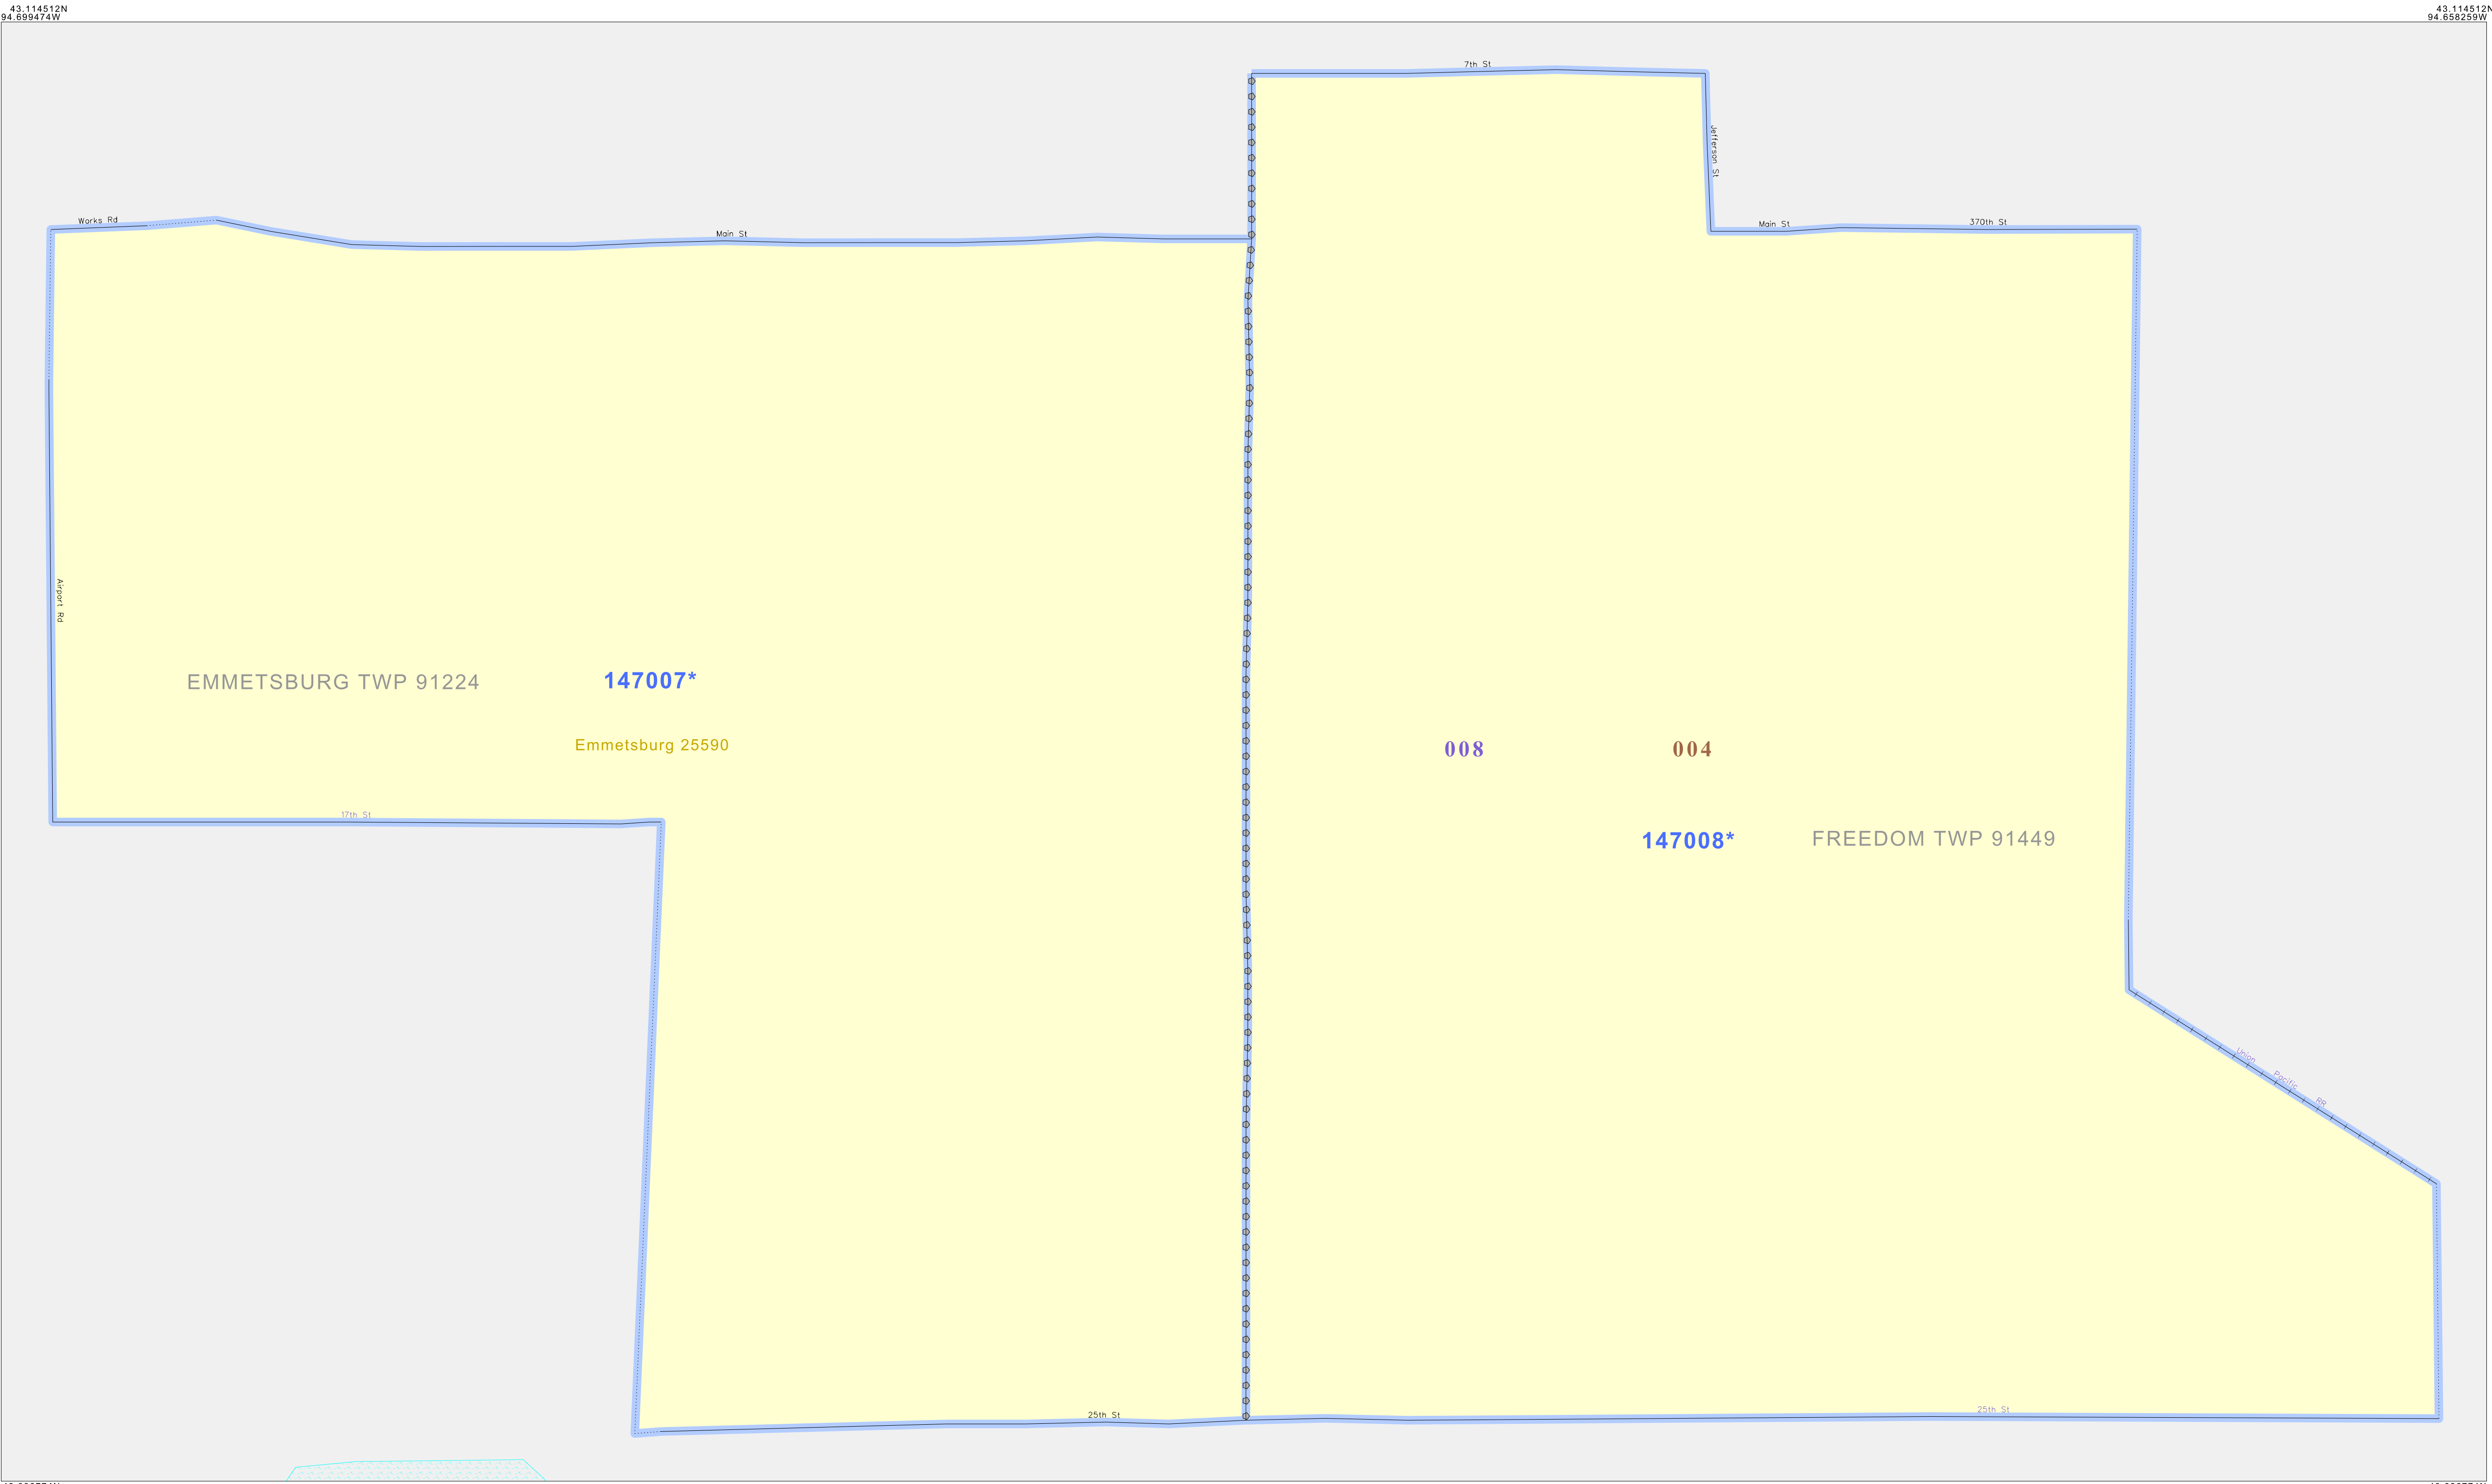 43.114512N
94.699474W
43.114512N
94.658259W
7th St
Jefferson St
Works Rd
Main St
Main St
370th St
Airport Rd
EMMETSBURG TWP 91224
147007*
Emmetsburg 25590
008
004
17th St
147008*
FREEDOM TWP 91449
Union Pacific RR
25th St
25th St